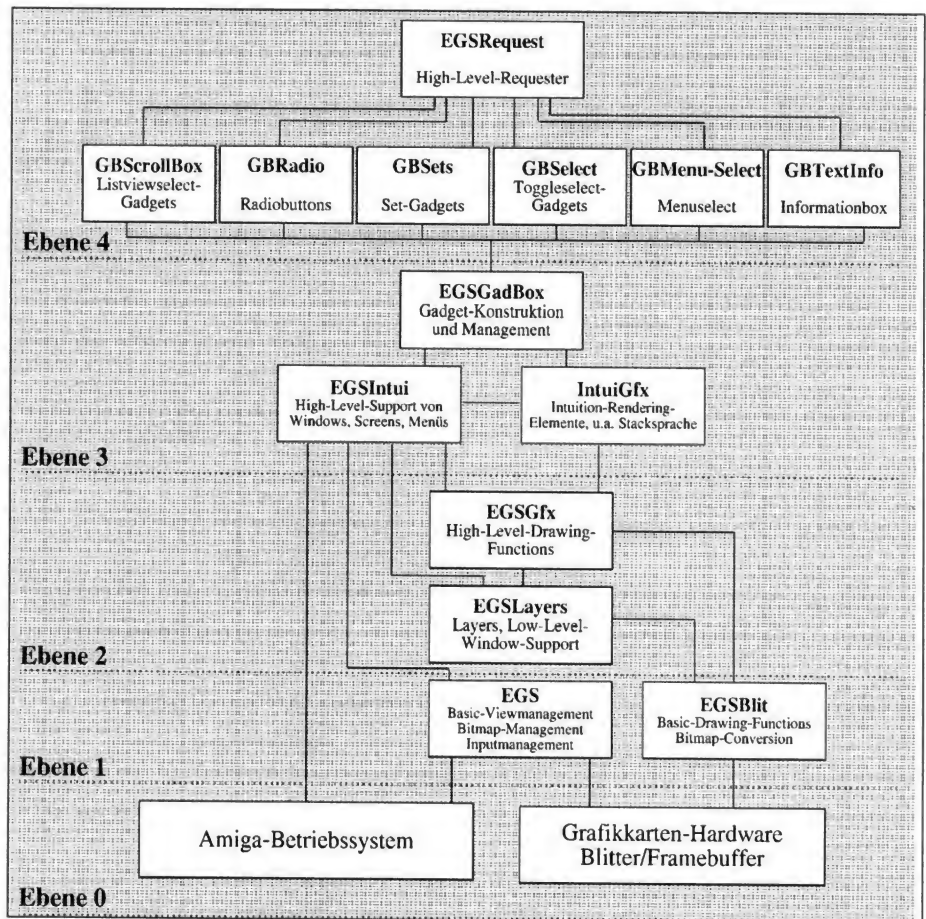 EGSRequest
High-Level-Requester
GBScrollBox
Listviewselect-
Gadgets
GBRadio
Radiobuttons
GBSets
Set-Gadgets
GBSelect
Toggleselect-
Gadgets
GBMenu-Select
Menuselect
GBTextInfo
Informationbox
Ebene 4
EGSGadBox
Gadget-Konstruktion
und Management
EGSIntui
High-Level-Support von
Windows, Screens, Menüs
IntuiGfx
Intuition-Rendering-
Elemente, u.a. Stacksprache
Ebene 3
EGSGfx
High-Level-Drawing-
Functions
EGSLayers
Layers, Low-Level-
Window-Support
Ebene 2
EGS
Basic-Viewmanagement
Bitmap-Management
Inputmanagement
EGSBlit
Basic-Drawing-Functions
Bitmap-Conversion
Ebene 1
Amiga-Betriebssystem
Grafikkarten-Hardware
Blitter/Framebuffer
Ebene 0